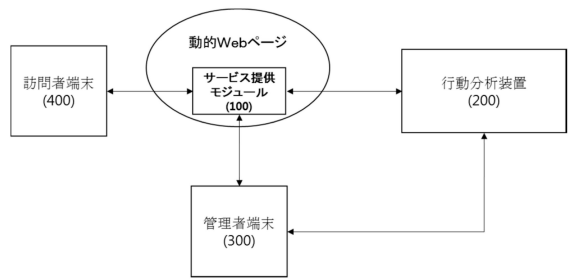 動的Webページ
訪問者端末
(400)
サービス提供
モジュール
(100)
行動分析装置
(200)
管理者端末
(300)